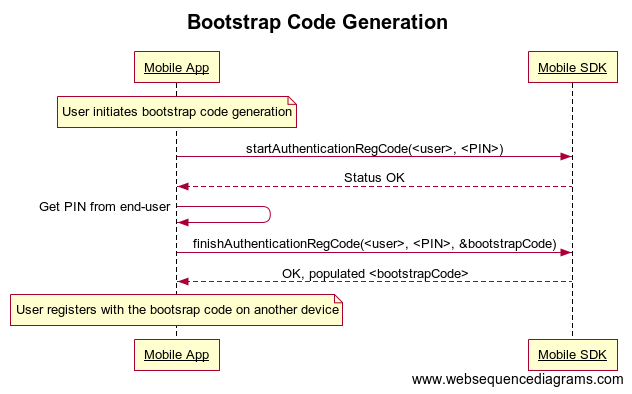 Bootstrap Code Generation
Mobile App
Mobile SDK
User initiates bootstrap code generation
startAuthenticationRegCode(<user>, <PIN>)
Status OK
Get PIN from end-user
finishAuthenticationRegCode(<user>, <PIN>, &bootstrapCode)
OK, populated <bootstrapCode>
User registers with the bootsrap code on another device
Mobile App
Mobile SDK
www.websequencediagrams.com